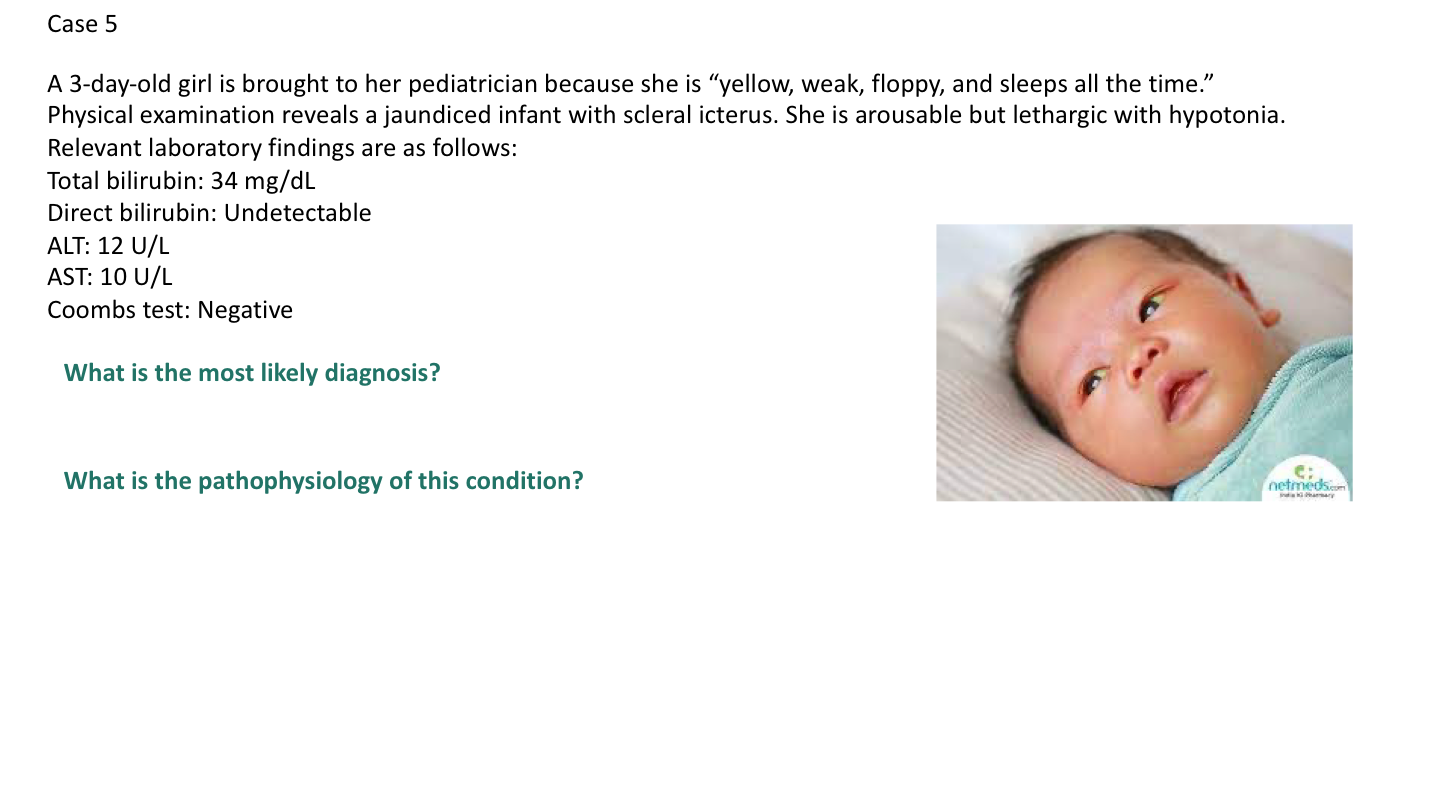 Case 5
A 3-day-old girl is brought to her pediatrician because she is “yellow, weak, floppy, and sleeps all the time.”
Physical examination reveals a jaundiced infant with scleral icterus. She is arousable but lethargic with hypotonia.
Relevant laboratory findings are as follows:
Total bilirubin: 34 mg/dL
Direct bilirubin: Undetectable
ALT: 12 U/L
AST: 10 U/L
Coombs test: Negative
What is the most likely diagnosis?
What is the pathophysiology of this condition?
netmeds.com
India Ki Pharmacy